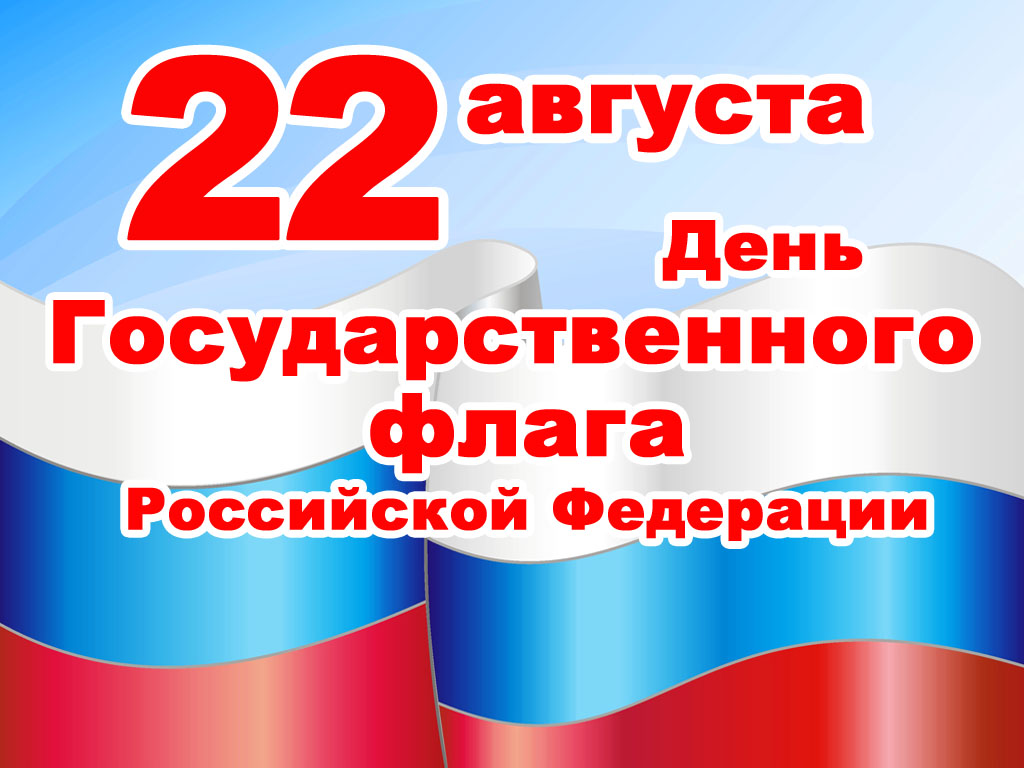 22 августа
День
Государственного
флага
Российской Федерации